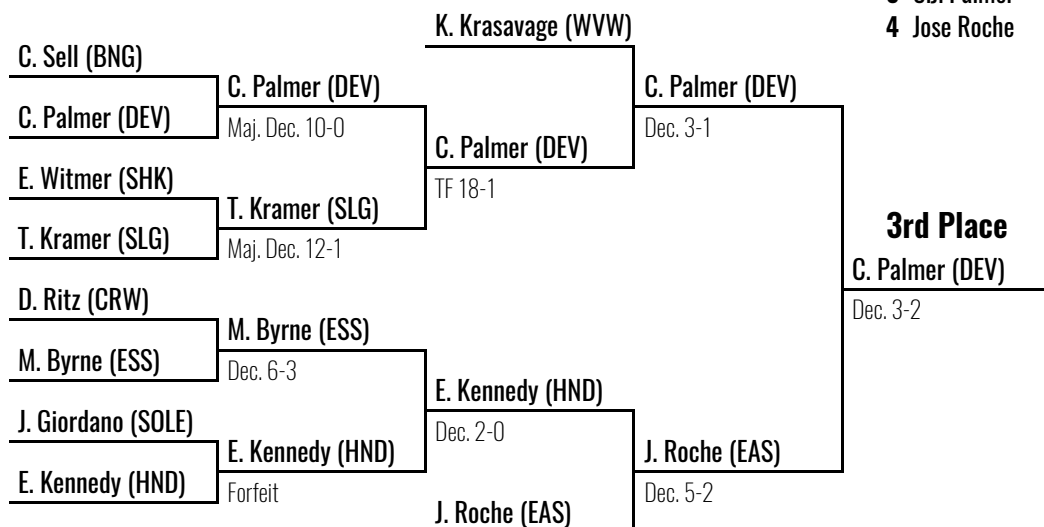 4 Jose Roche
K. Krasavage (WVW)
C. Sell (BNG)
C. Palmer (DEV)
C. Palmer (DEV)
C. Palmer (DEV)
Maj. Dec. 10-0
Dec. 3-1
C. Palmer (DEV)
E. Witmer (SHK)
TF 18-1
T. Kramer (SLG)
3rd Place
T. Kramer (SLG)
Maj. Dec. 12-1
C. Palmer (DEV)
D. Ritz (CRW)
Dec. 3-2
M. Byrne (ESS)
M. Byrne (ESS)
Dec. 6-3
E. Kennedy (HND)
J. Giordano (SOLE)
Dec. 2-0
E. Kennedy (HND)
J. Roche (EAS)
E. Kennedy (HND)
Forfeit
Dec. 5-2
J. Roche (EAS)